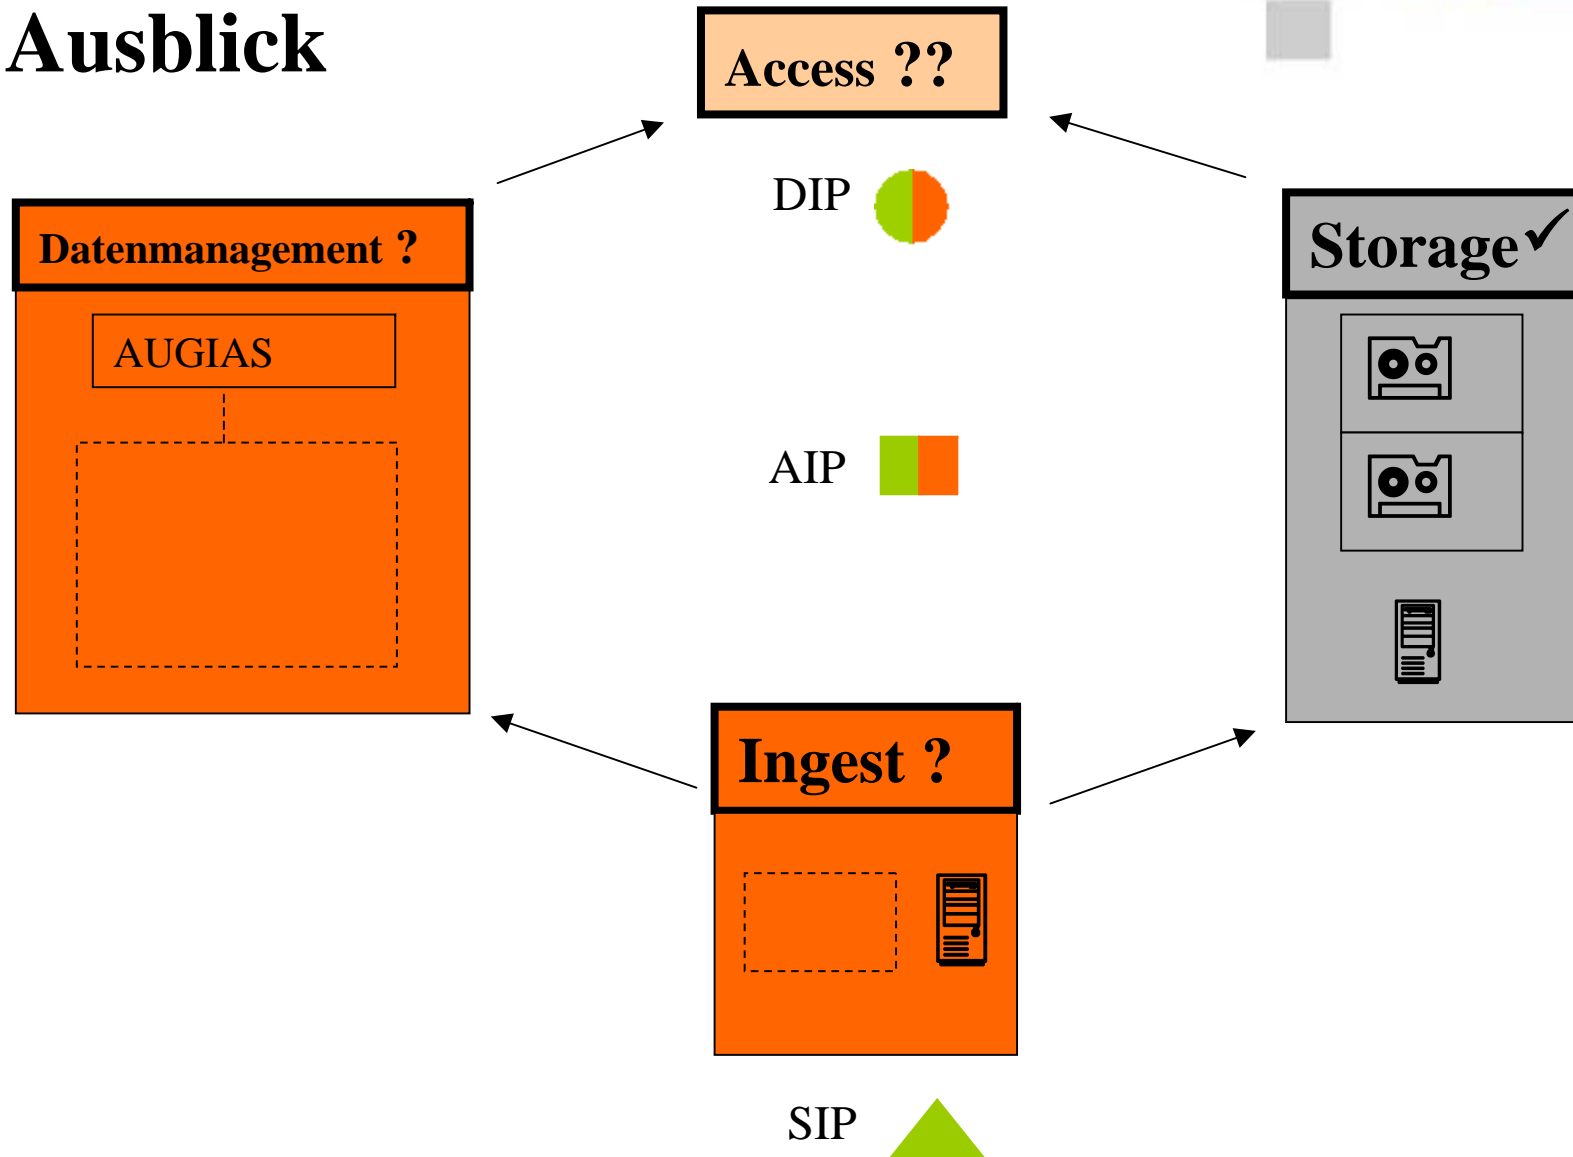 Ausblick
Access ??
DIP
Datenmanagement ?
Storage ✓
AUGIAS
AIP
Ingest ?
SIP